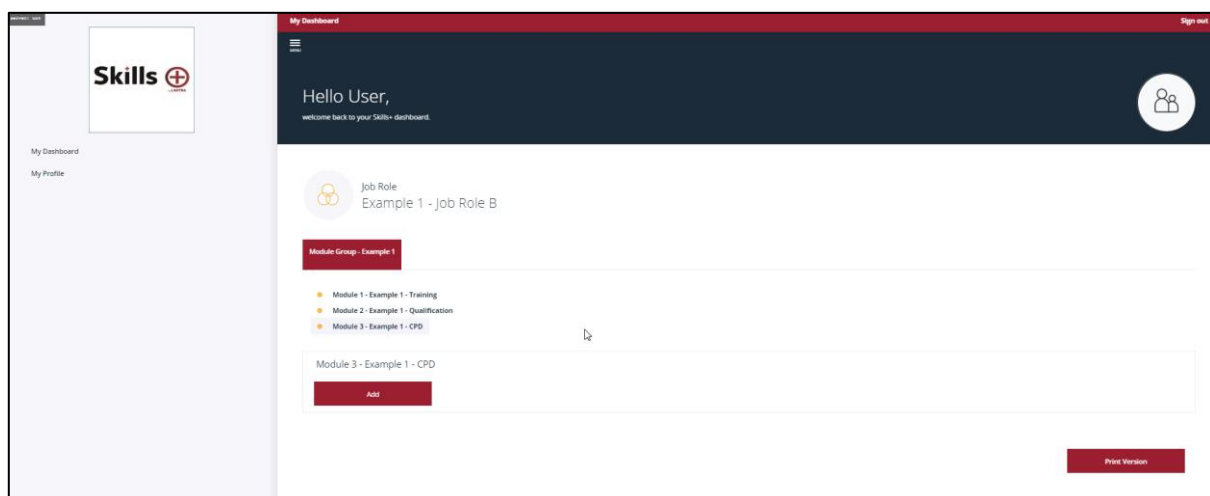 Skills
My Dashboard
My Profile
My Dashboard
Sign out
MENU
Hello User,
welcome back to your Skills+ dashboard.
Job Role
Example 1 - Job Role B
Module Group - Example 1
Module 1 - Example 1 - Training
Module 2 - Example 1 - Qualification
Module 3 - Example 1 - CPD
Module 3 - Example 1 - CPD
Add
Print Version